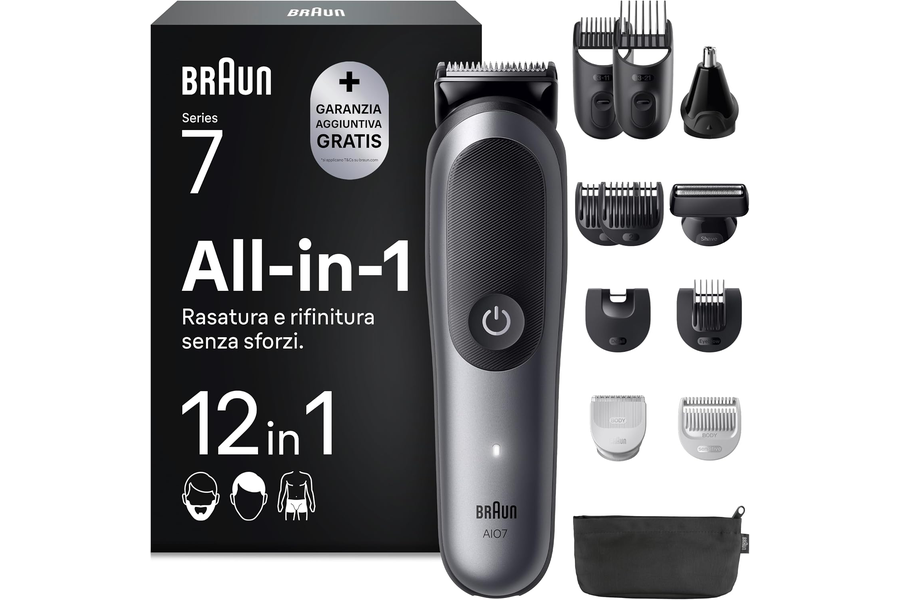 BRAUN
BRAUN
Series
7
+
GARANZIA
AGGIUNTIVA
GRATIS
All-in-1
Rasatura e rifinitura
senza sforzi.
12 in 1
BRAUN
AIO7
BODY